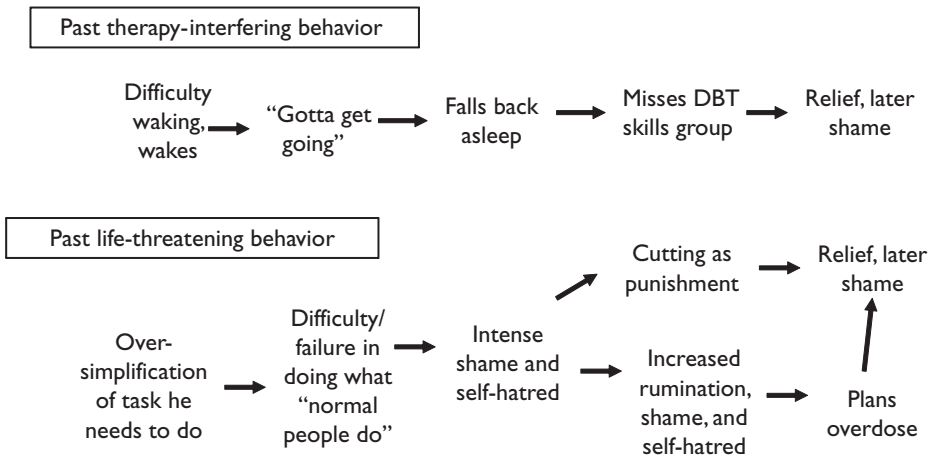 Past therapy-interfering behavior
Difficulty
waking,
wakes
“Gotta get
going”
Falls back
asleep
Misses DBT
skills group
Relief, later
shame
Past life-threatening behavior
Over-
simplification
of task he
needs to do
Difficulty/
failure in
doing what
“normal
people do”
Intense
shame and
self-hatred
Cutting as
punishment
Relief, later
shame
Increased
rumination,
shame, and
self-hatred
Plans
overdose